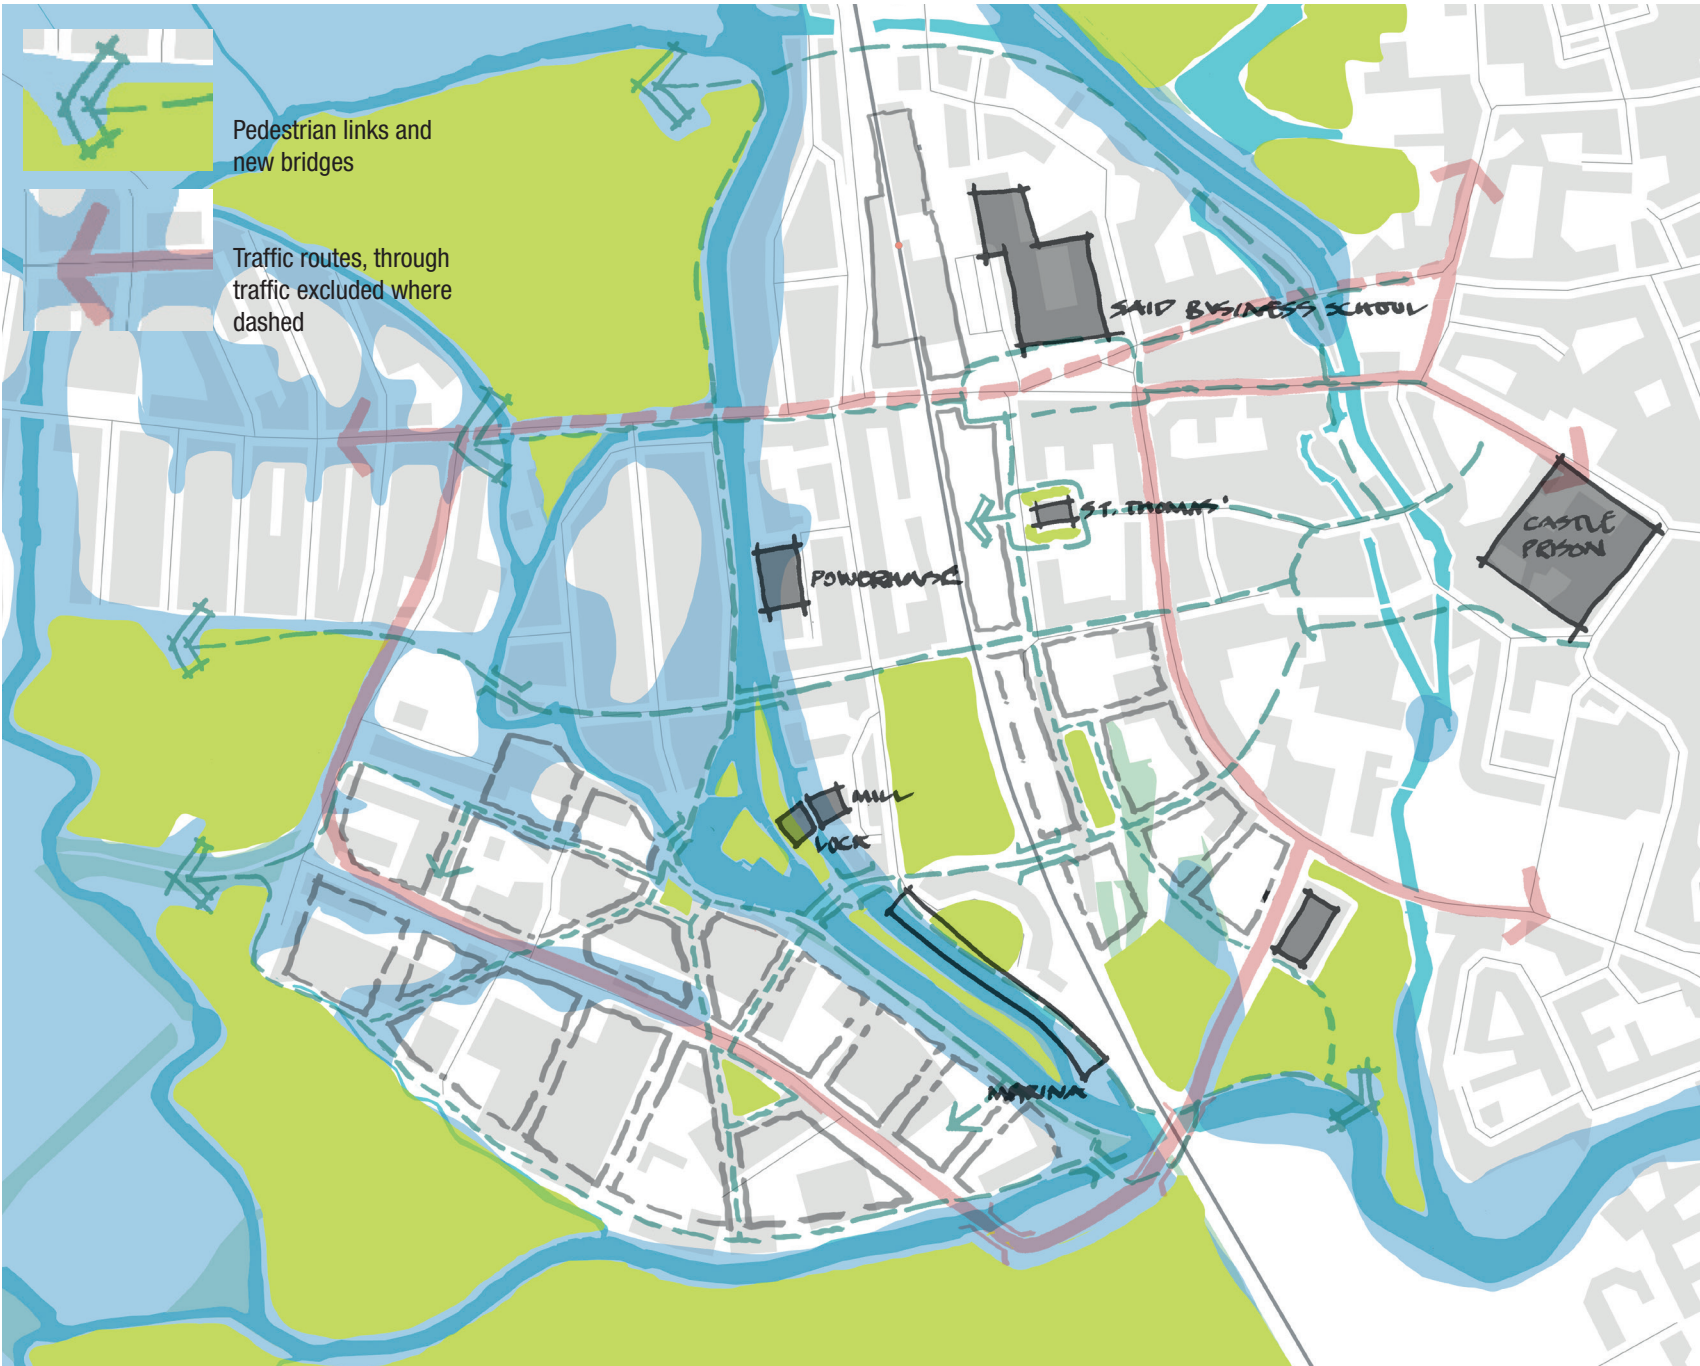 Pedestrian links and
new bridges
Traffic routes, through
traffic excluded where
dashed
SAID BUSINESS SCHOOL
CASTLE
PRISON
ST. THOMAS'
POWERHOUSE
MILL
LOCK
MARINA